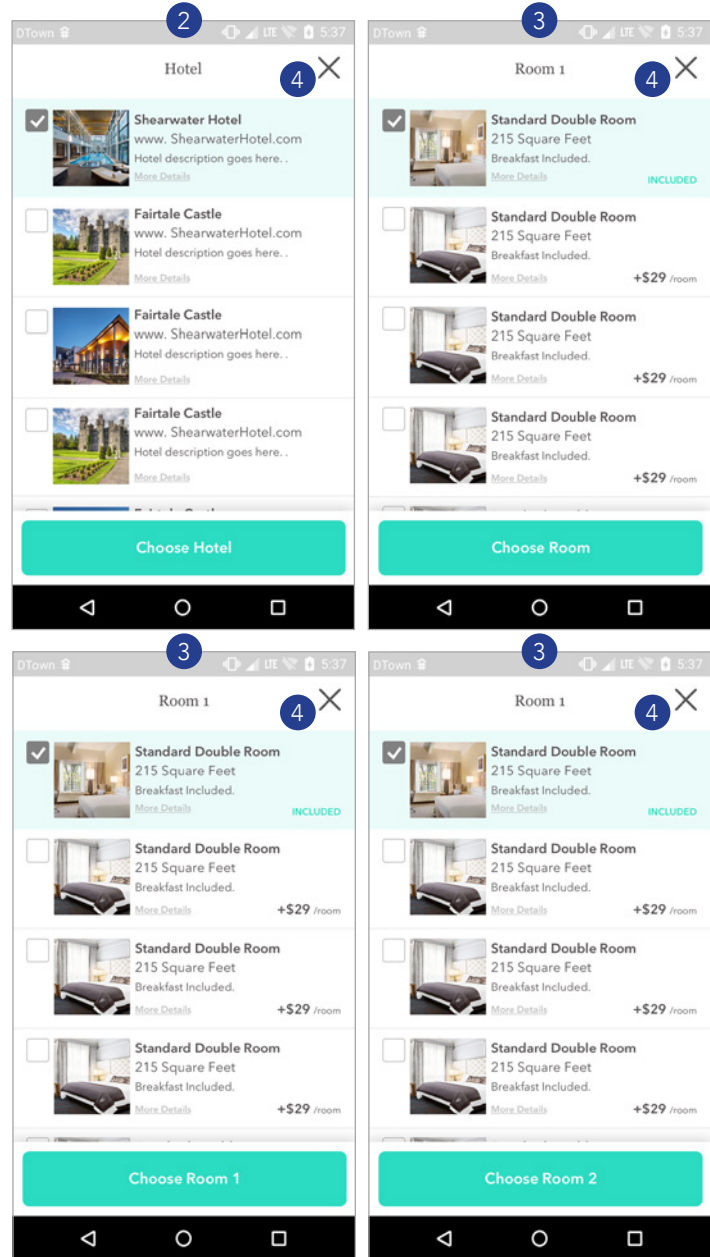 2
DTown LTE 5:37
Hotel
4
Shearwater Hotel
www. ShearwaterHotel.com
Hotel description goes here. .
More Details
Fairtale Castle
www. ShearwaterHotel.com
Hotel description goes here. .
More Details
Fairtale Castle
www. ShearwaterHotel.com
Hotel description goes here. .
More Details
Fairtale Castle
www. ShearwaterHotel.com
Hotel description goes here. .
More Details
Choose Hotel
3
DTown LTE 5:37
Room 1
4
Standard Double Room
215 Square Feet
Breakfast Included.
More Details INCLUDED
Standard Double Room
215 Square Feet
Breakfast Included.
More Details +$29 /room
Standard Double Room
215 Square Feet
Breakfast Included.
More Details +$29 /room
Standard Double Room
215 Square Feet
Breakfast Included.
More Details +$29 /room
Choose Room
3
DTown LTE 5:37
Room 1
4
Standard Double Room
215 Square Feet
Breakfast Included.
More Details INCLUDED
Standard Double Room
215 Square Feet
Breakfast Included.
More Details +$29 /room
Standard Double Room
215 Square Feet
Breakfast Included.
More Details +$29 /room
Standard Double Room
215 Square Feet
Breakfast Included.
More Details +$29 /room
Choose Room 1
3
DTown LTE 5:37
Room 1
4
Standard Double Room
215 Square Feet
Breakfast Included.
More Details INCLUDED
Standard Double Room
215 Square Feet
Breakfast Included.
More Details +$29 /room
Standard Double Room
215 Square Feet
Breakfast Included.
More Details +$29 /room
Standard Double Room
215 Square Feet
Breakfast Included.
More Details +$29 /room
Choose Room 2